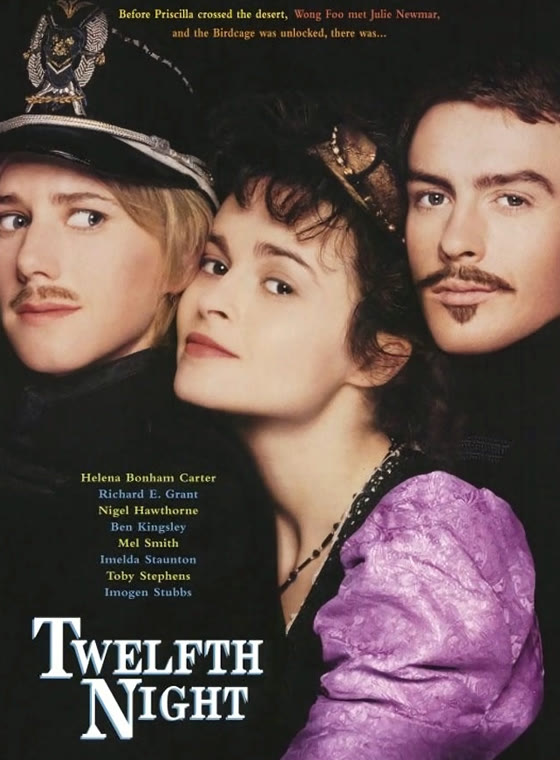 Before Priscilla crossed the desert, Wong Foo met Julie Newmar,
and the Birdcage was unlocked, there was...
Helena Bonham Carter
Richard E. Grant
Nigel Hawthorne
Ben Kingsley
Mel Smith
Imelda Staunton
Toby Stephens
Imogen Stubbs
TWELFTH
NIGHT